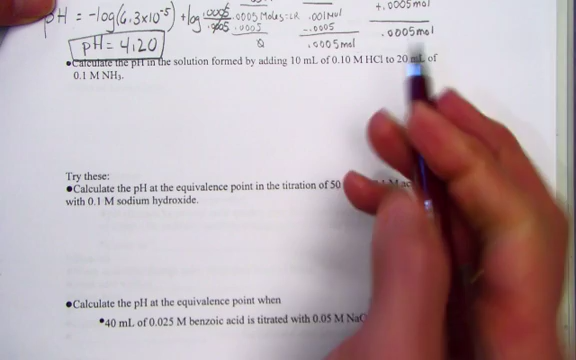 pH = -log(6.3x10⁻⁵) + log .0005/.0005 .0005 Moles .001 mol +.0005mol
.0005 -.0005 .0005mol
pH = 4.20 0 .0005mol
•Calculate the pH in the solution formed by adding 10 mL of 0.10 M HCl to 20 mL of
0.1 M NH₃.
Try these:
•Calculate the pH at the equivalence point in the titration of 50
with 0.1 M sodium hydroxide.
•Calculate the pH at the equivalence point when
•40 mL of 0.025 M benzoic acid is titrated with 0.05 M NaO